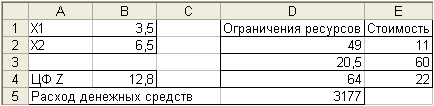 A B C D E
1 X1 3,5 Ограничения ресурсов Стоимость
2 X2 6,5 49 11
3 20,5 60
4 ЦФ Z 12,8 64 22
5 Расход денежных средств 3177